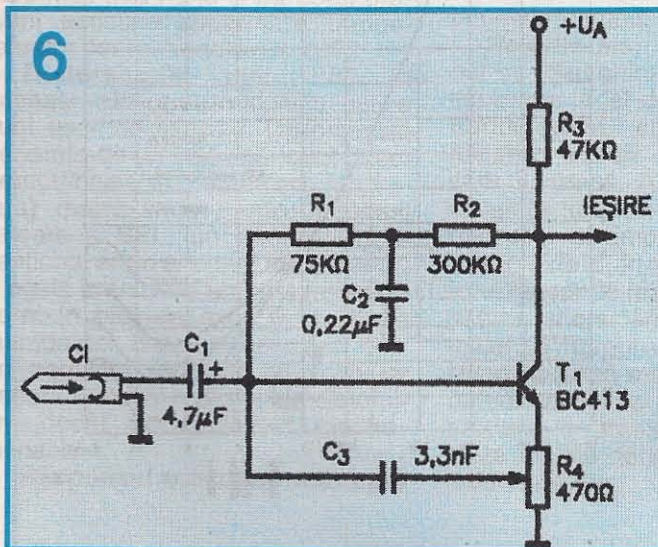 6
+UA
R3
47KΩ
R1
R2
IEŞIRE
75KΩ
300KΩ
C2
0,22µF
CI
C1
+
4,7µF
T1
BC413
C3
3,3nF
R4
470Ω